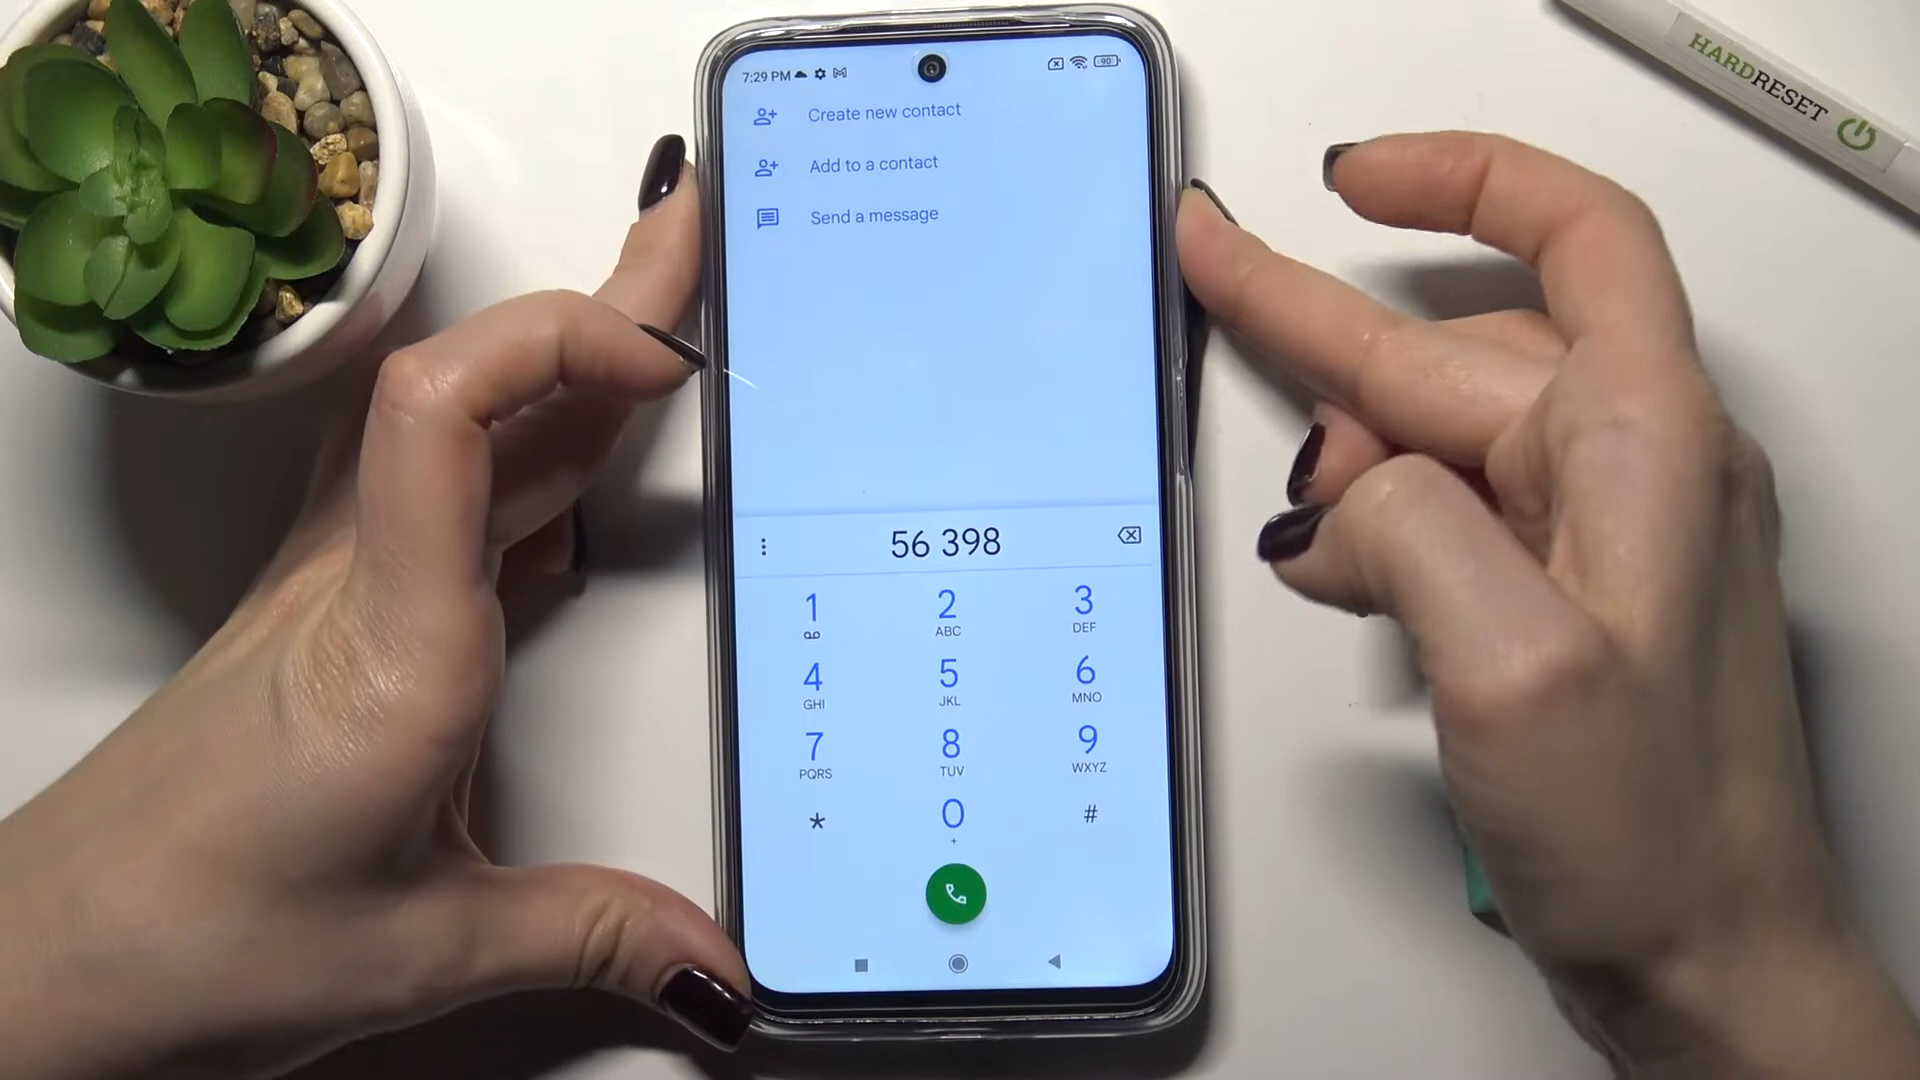 HARDRESET
7:29 PM
90
Create new contact
Add to a contact
Send a message
56 398
1 2 3
ABC DEF
4 5 6
GHI JKL MNO
7 8 9
PQRS TUV WXYZ
* 0 #
+